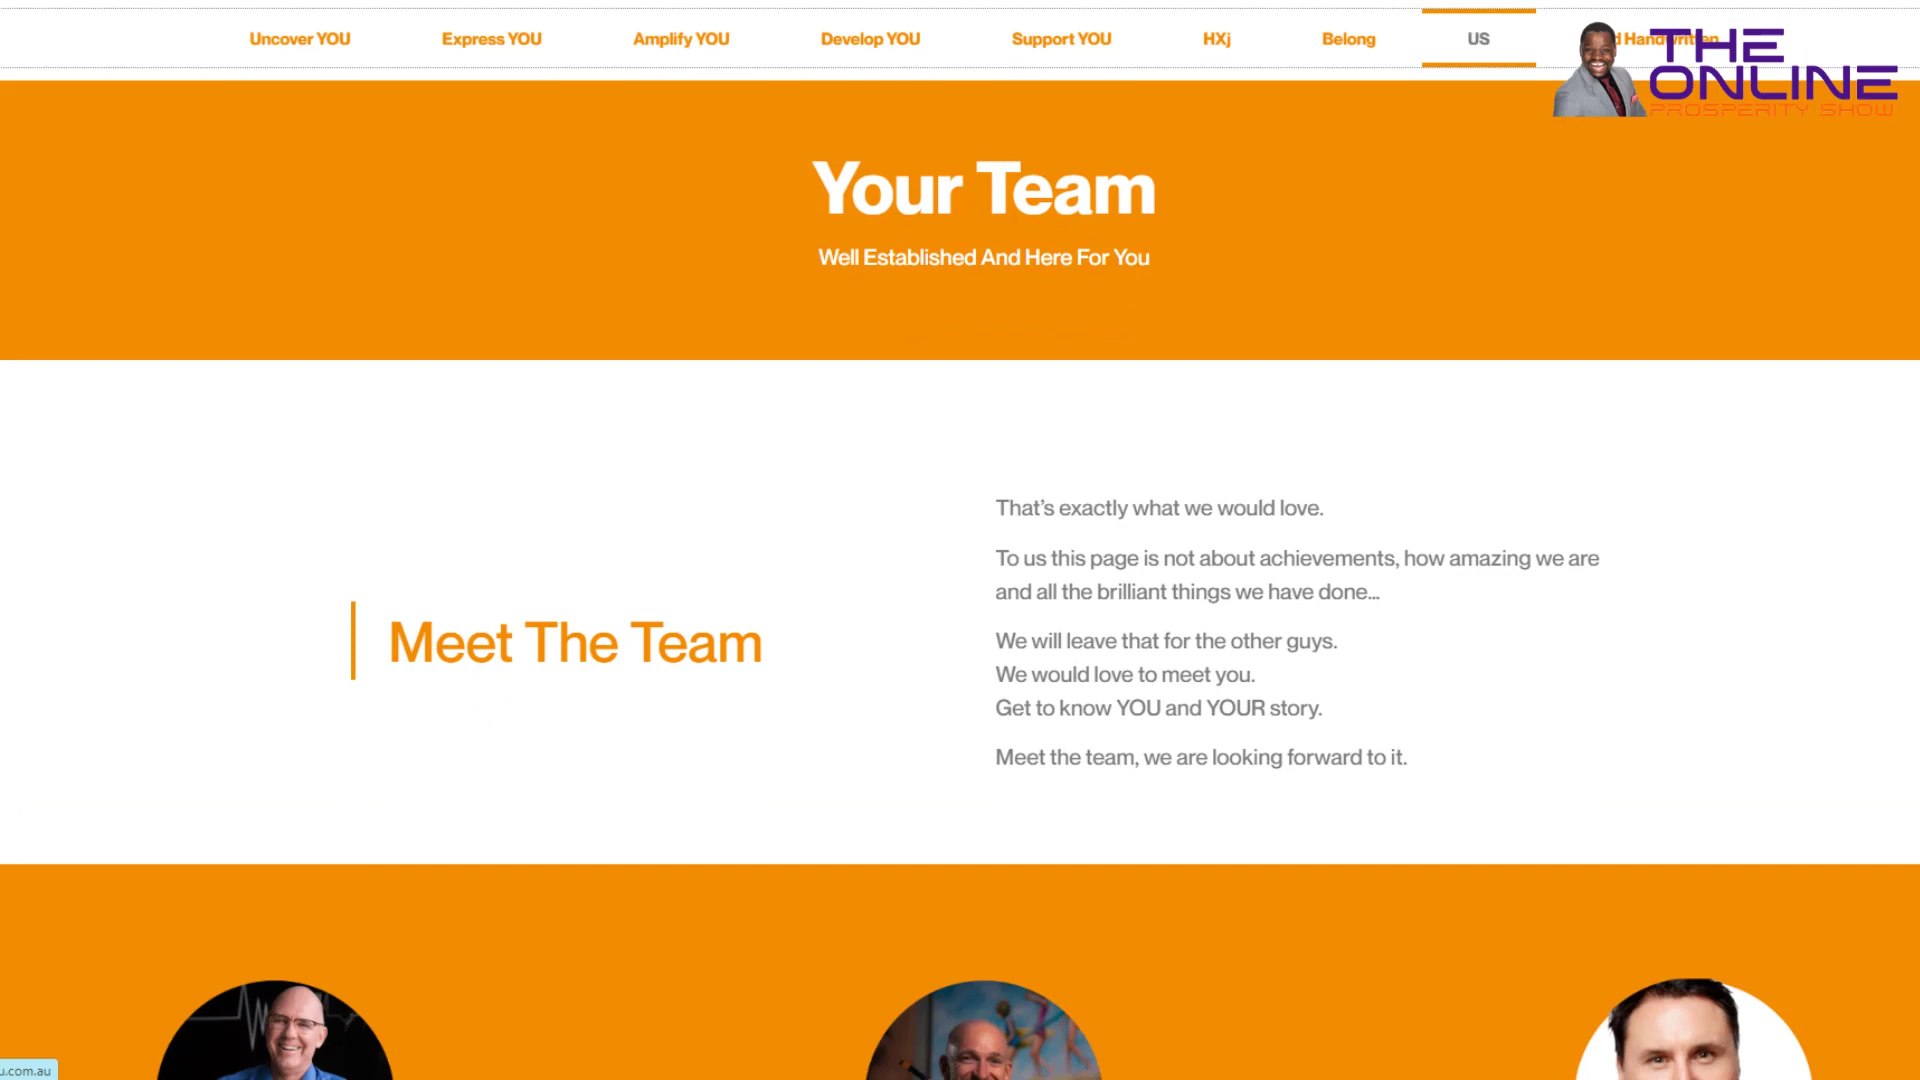 Uncover YOU
Express YOU
Amplify YOU
Develop YOU
Support YOU
HXj
Belong
US
Handwritten
THE
ONLINE
PROSPERITY SHOW
Your Team
Well Established And Here For You
Meet The Team
That's exactly what we would love.
To us this page is not about achievements, how amazing we are
and all the brilliant things we have done...
We will leave that for the other guys.
We would love to meet you.
Get to know YOU and YOUR story.
Meet the team, we are looking forward to it.
u.com.au